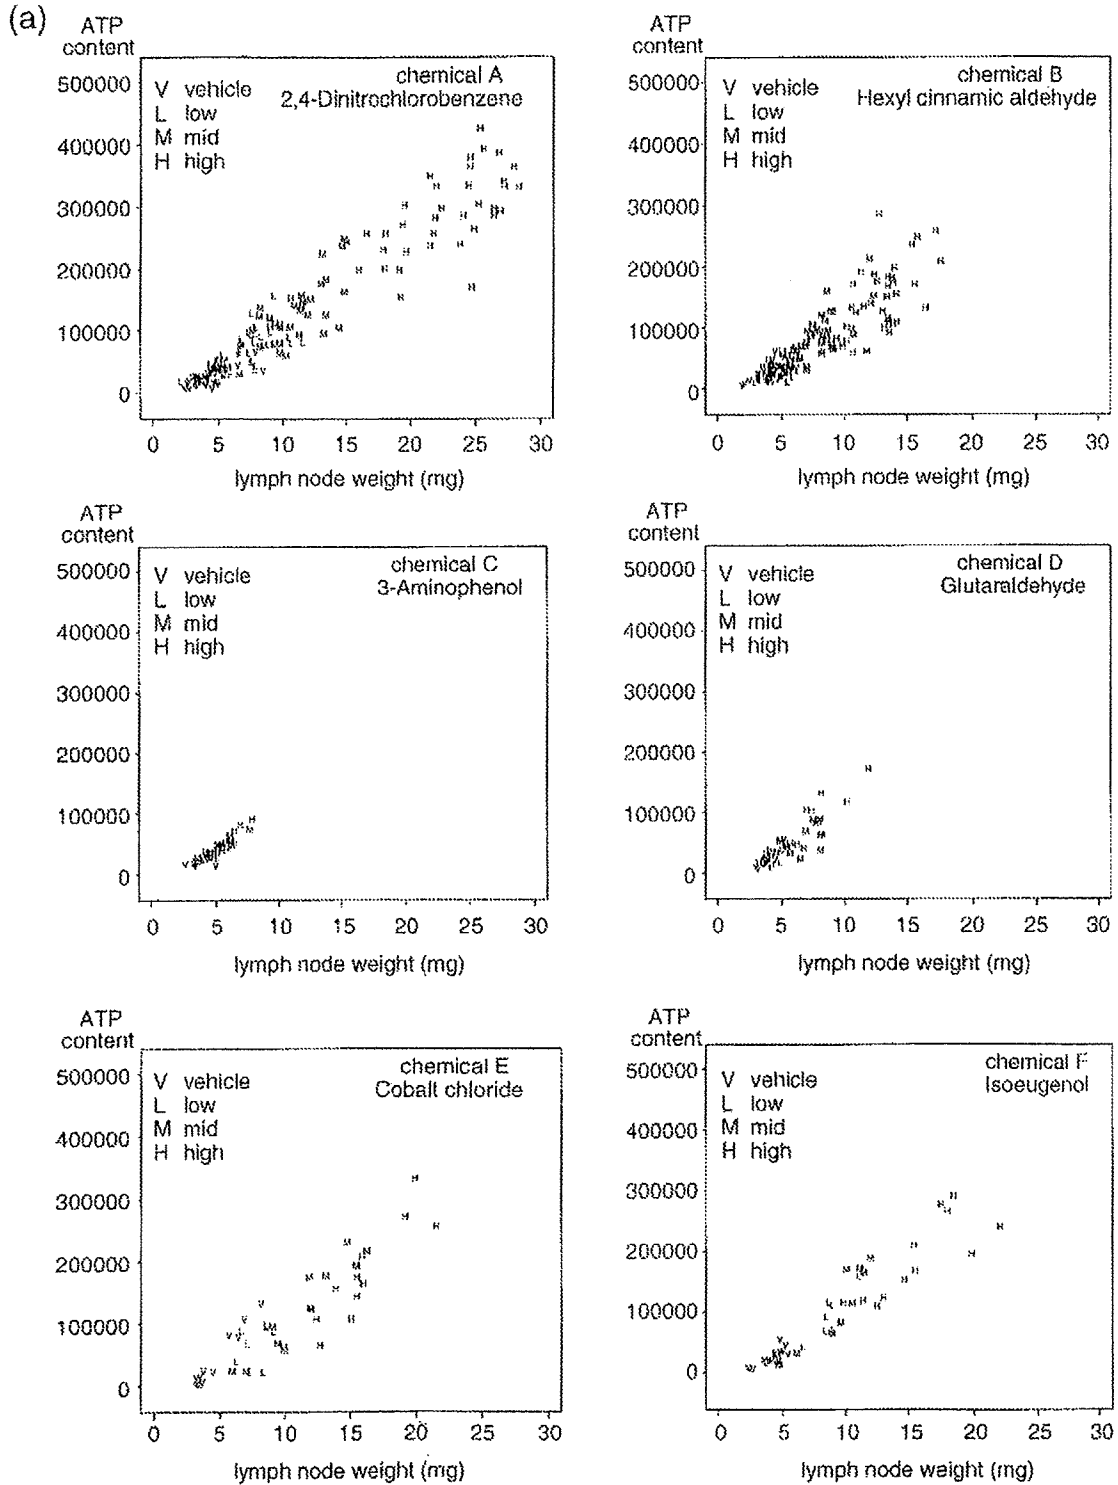 (a)
ATP
content
500000
400000
300000
200000
100000
0
V vehicle
L low
M mid
H high
chemical A
2,4-Dinitrochlorobenzene
0 5 10 15 20 25 30
lymph node weight (mg)
ATP
content
500000
400000
300000
200000
100000
0
V vehicle
L low
M mid
H high
chemical B
Hexyl cinnamic aldehyde
0 5 10 15 20 25 30
lymph node weight (mg)
ATP
content
500000
400000
300000
200000
100000
0
V vehicle
L low
M mid
H high
chemical C
3-Aminophenol
0 5 10 15 20 25 30
lymph node weight (mg)
ATP
content
500000
400000
300000
200000
100000
0
V vehicle
L low
M mid
H high
chemical D
Glutaraldehyde
0 5 10 15 20 25 30
lymph node weight (mg)
ATP
content
500000
400000
300000
200000
100000
0
V vehicle
L low
M mid
H high
chemical E
Cobalt chloride
0 5 10 15 20 25 30
lymph node weight (mg)
ATP
content
500000
400000
300000
200000
100000
0
V vehicle
L low
M mid
H high
chemical F
Isoeugenol
0 5 10 15 20 25 30
lymph node weight (mg)